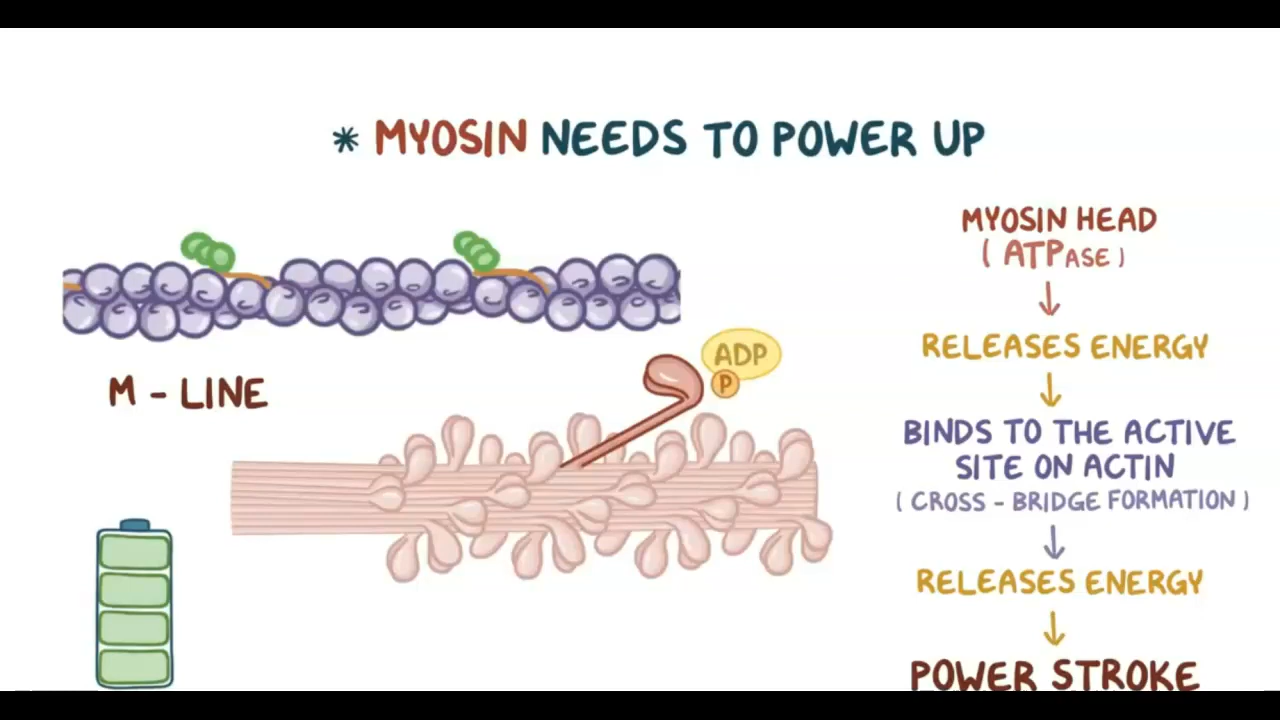 * MYOSIN NEEDS TO POWER UP
MYOSIN HEAD
( ATPASE )
RELEASES ENERGY
BINDS TO THE ACTIVE
SITE ON ACTIN
( CROSS - BRIDGE FORMATION )
RELEASES ENERGY
POWER STROKE
ADP
P
M - LINE